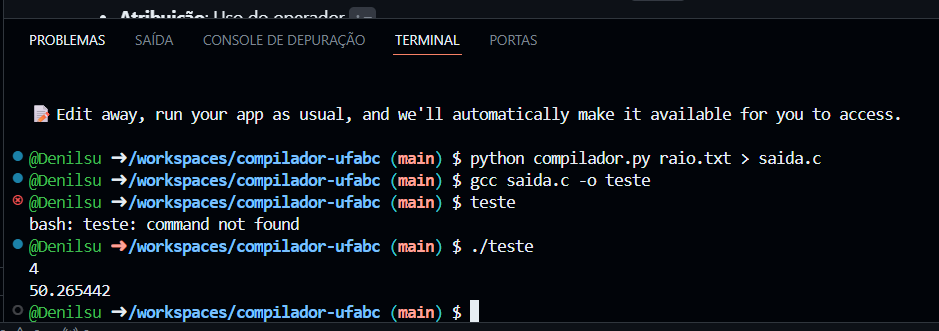 • Atribuição: Uso do operador :=
PROBLEMAS SAÍDA CONSOLE DE DEPURAÇÃO TERMINAL PORTAS
📝 Edit away, run your app as usual, and we'll automatically make it available for you to access.
@Denilsu ➜/workspaces/compilador-ufabc (main) $ python compilador.py raio.txt > saida.c
@Denilsu ➜/workspaces/compilador-ufabc (main) $ gcc saida.c -o teste
@Denilsu ➜/workspaces/compilador-ufabc (main) $ teste
bash: teste: command not found
@Denilsu ➜/workspaces/compilador-ufabc (main) $ ./teste
4
50.265442
@Denilsu ➜/workspaces/compilador-ufabc (main) $